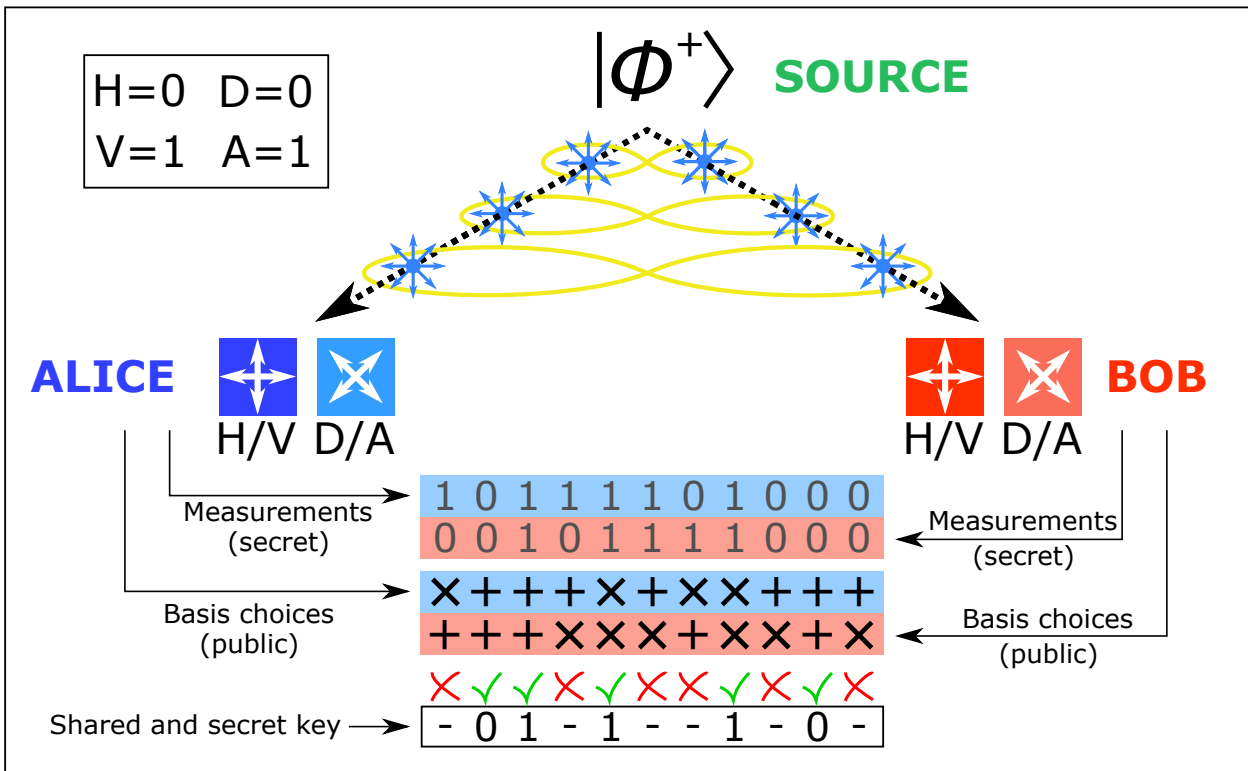 |Φ⁺⟩ SOURCE
H=0 D=0
V=1 A=1
ALICE
H/V D/A
BOB
H/V D/A
1 0 1 1 1 1 0 1 0 0 0
Measurements
(secret)
0 0 1 0 1 1 1 1 0 0 0
Measurements
(secret)
× + + + × + × × + + +
Basis choices
(public)
+ + + × × × + × × + ×
Basis choices
(public)
✗ ✓ ✓ ✗ ✓ ✗ ✗ ✓ ✗ ✓ ✗
Shared and secret key
- 0 1 - 1 - - 1 - 0 -